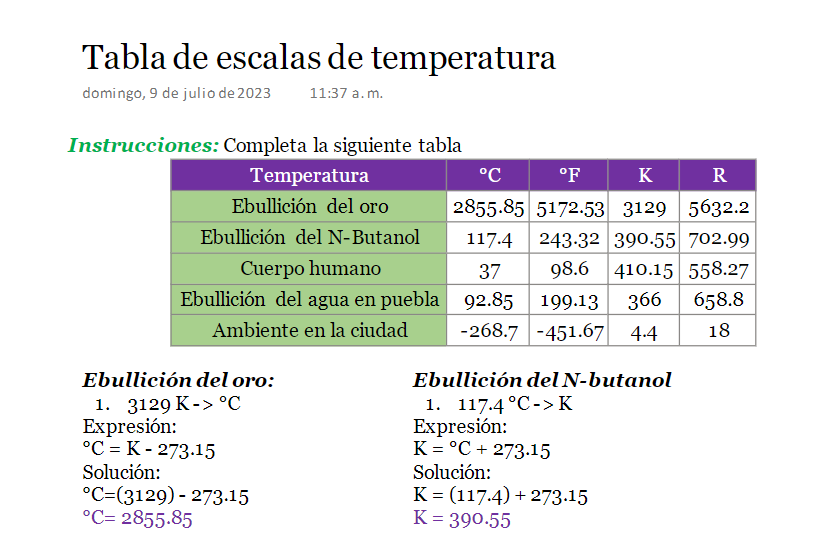 Tabla de escalas de temperatura
domingo, 9 de julio de 2023 11:37 a. m.
Instrucciones: Completa la siguiente tabla
Temperatura °C °F K R
Ebullición del oro 2855.85 5172.53 3129 5632.2
Ebullición del N-Butanol 117.4 243.32 390.55 702.99
Cuerpo humano 37 98.6 410.15 558.27
Ebullición del agua en puebla 92.85 199.13 366 658.8
Ambiente en la ciudad -268.7 -451.67 4.4 18
Ebullición del oro:
1. 3129 K -> °C
Expresión:
°C = K - 273.15
Solución:
°C=(3129) - 273.15
°C= 2855.85
Ebullición del N-butanol
1. 117.4 °C -> K
Expresión:
K = °C + 273.15
Solución:
K = (117.4) + 273.15
K = 390.55